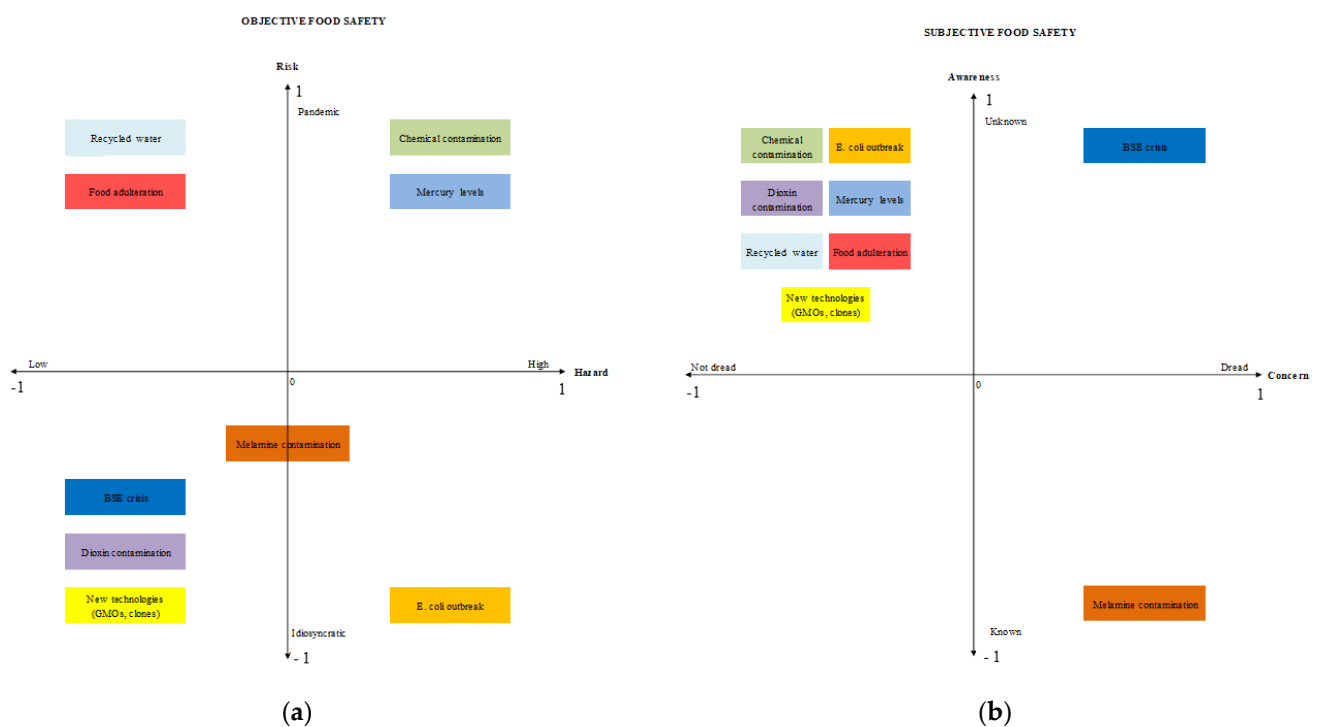 OBJECTIVE FOOD SAFETY
Risk
1
Pandemic
Recycled water
Chemical contamination
Food adulteration
Mercury levels
Low
High
-1
0
1
Hazard
Melamine contamination
BSE crisis
Dioxin contamination
New technologies
(GMOs, clones)
E. coli outbreak
Idiosyncratic
- 1
(a)
SUBJECTIVE FOOD SAFETY
Awareness
1
Unknown
Chemical
contamination
E. coli outbreak
BSE crisis
Dioxin
contamination
Mercury levels
Recycled water
Food adulteration
New technologies
(GMOs, clones)
Not dread
Dread
-1
0
1
Concern
Melamine contamination
Known
- 1
(b)